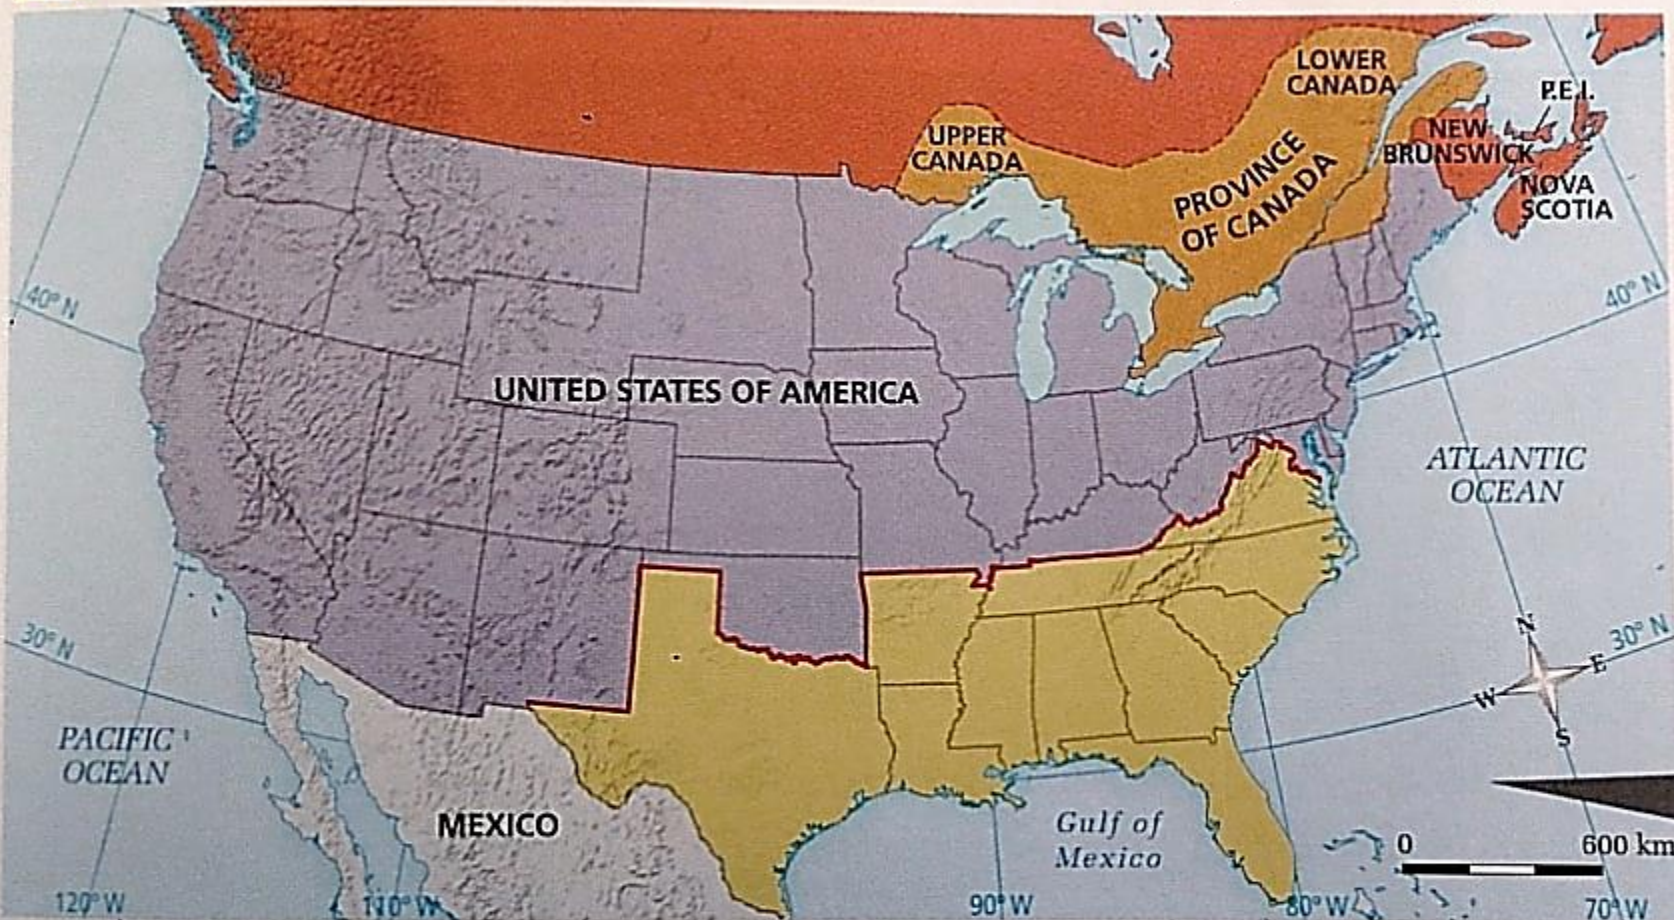 LOWER
CANADA
P.E.I.
UPPER
CANADA
NEW
BRUNSWICK
PROVINCE
OF CANADA
NOVA
SCOTIA
40° N
40° N
UNITED STATES OF AMERICA
ATLANTIC
OCEAN
30° N
N
30° N
W
E
S
PACIFIC
OCEAN
MEXICO
Gulf of
Mexico
0
600 km
120° W
110° W
90° W
80° W
70° W